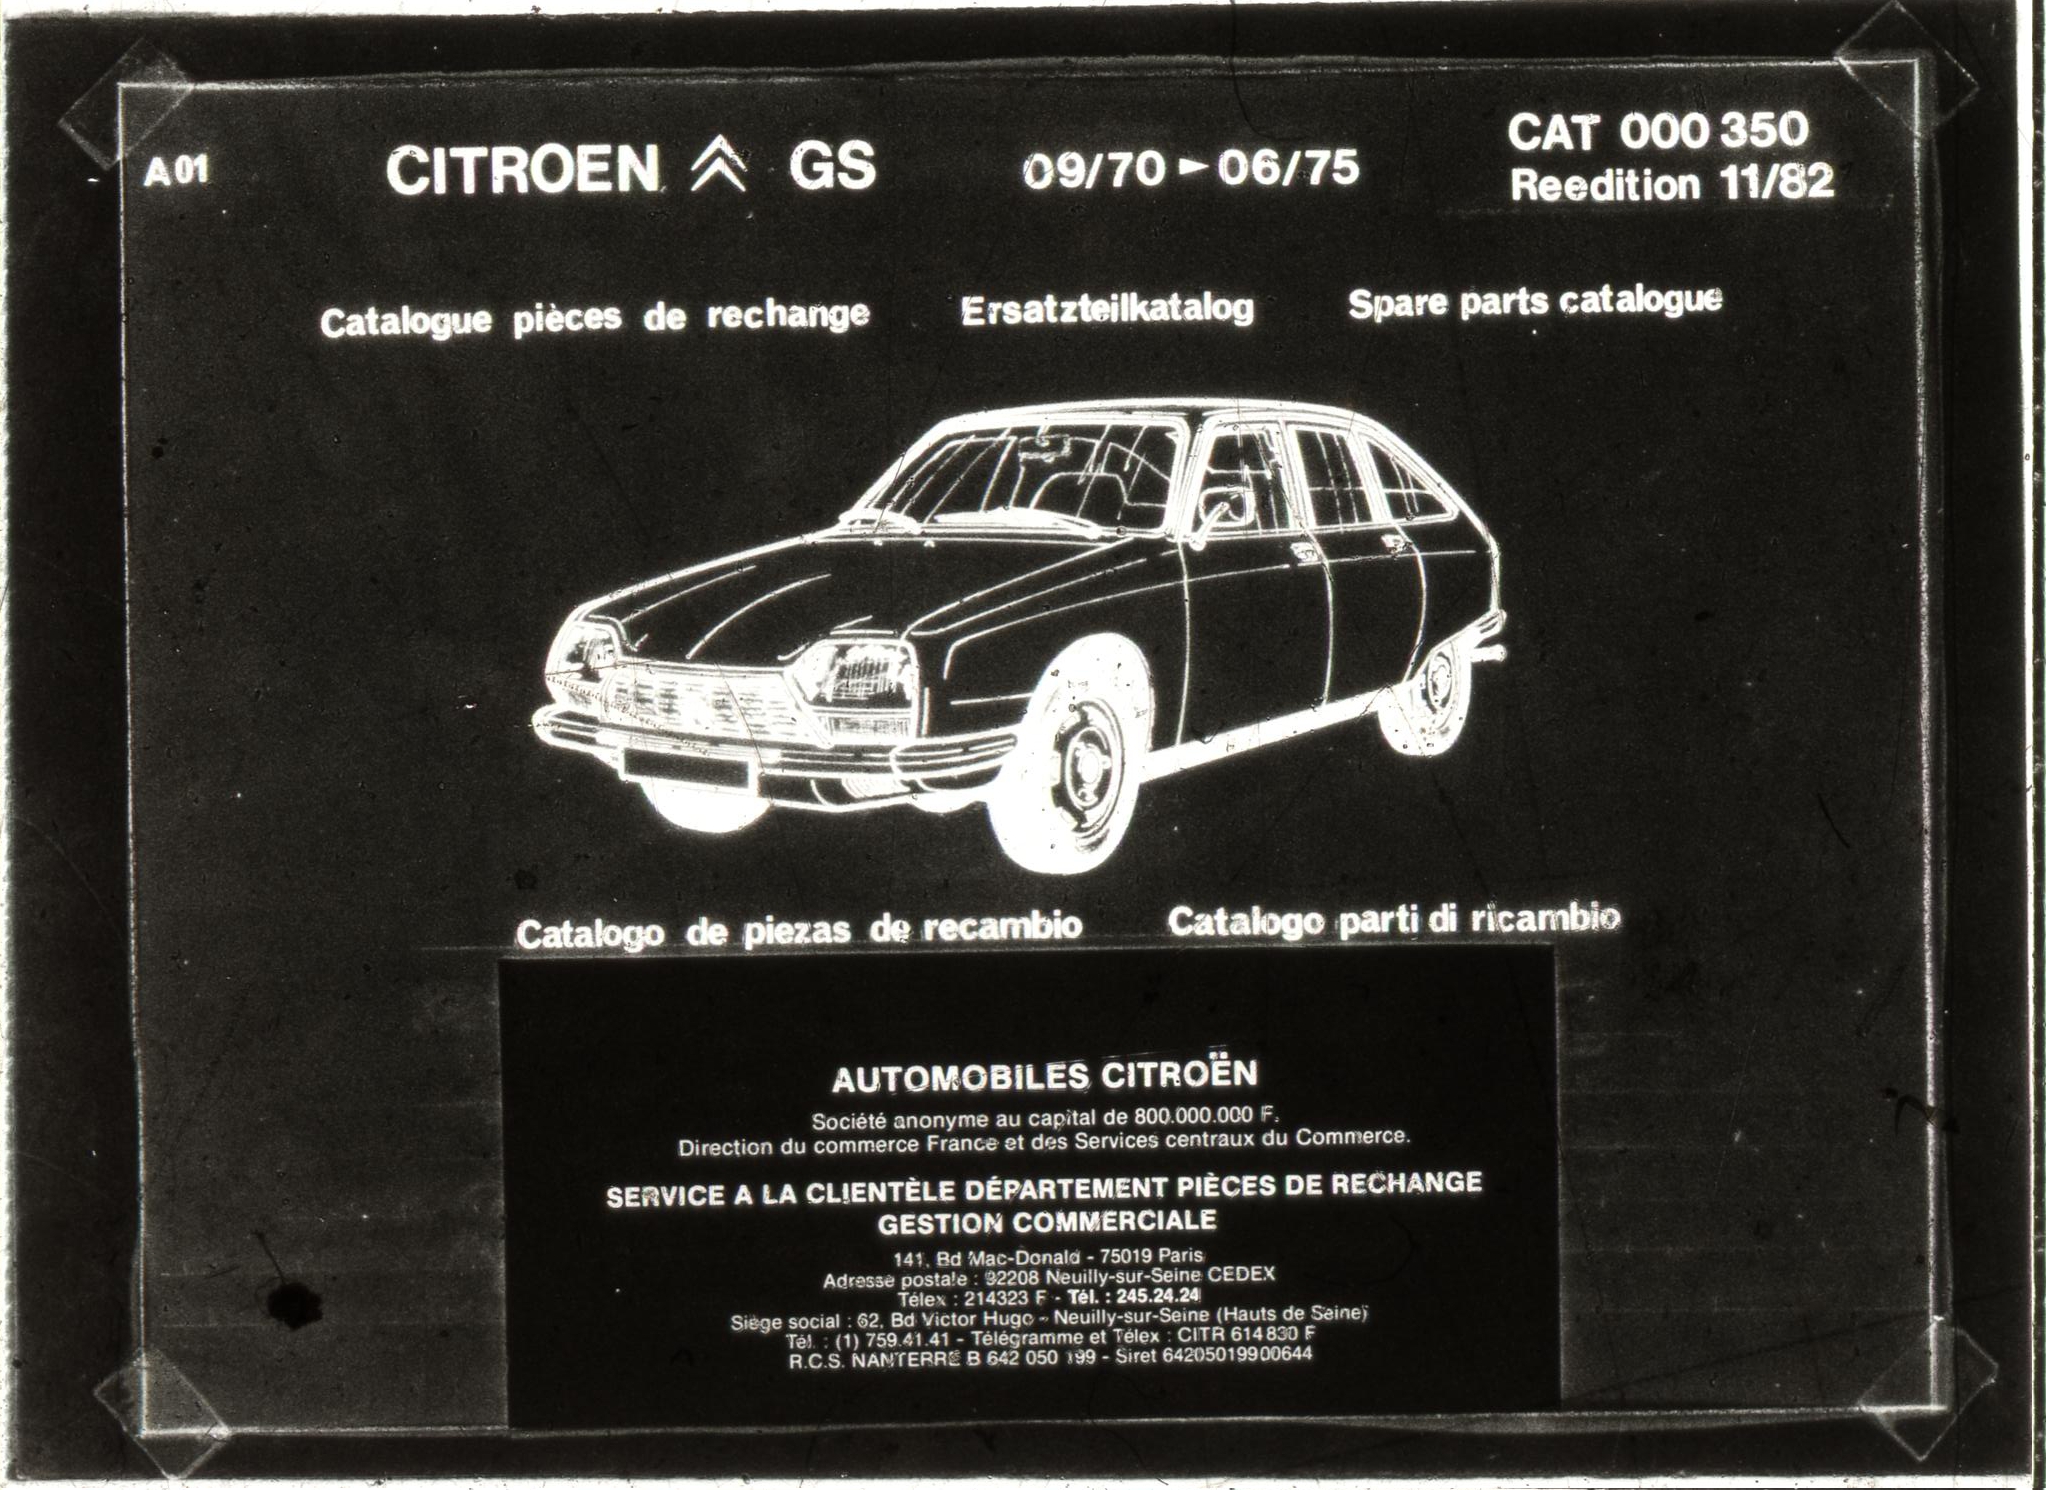 A01
CITROEN GS
09/70 ► 06/75
CAT 000 350
Reedition 11/82
Catalogue pièces de rechange
Ersatzteilkatalog
Spare parts catalogue
Catalogo de piezas de recambio
Catalogo parti di ricambio
AUTOMOBILES CITROËN
Société anonyme au capital de 800.000.000 F.
Direction du commerce France et des Services centraux du Commerce.
SERVICE A LA CLIENTÈLE DÉPARTEMENT PIÈCES DE RECHANGE
GESTION COMMERCIALE
141, Bd Mac-Donald - 75019 Paris
Adresse postale : 92208 Neuilly-sur-Seine CEDEX
Télex : 214323 F - Tél. : 245.24.24
Siège social : 62, Bd Victor Hugo - Neuilly-sur-Seine (Hauts de Seine)
Tél. : (1) 759.41.41 - Télégramme et Télex : CITR 614830 F
R.C.S. NANTERRE B 642 050 199 - Siret 64205019900644